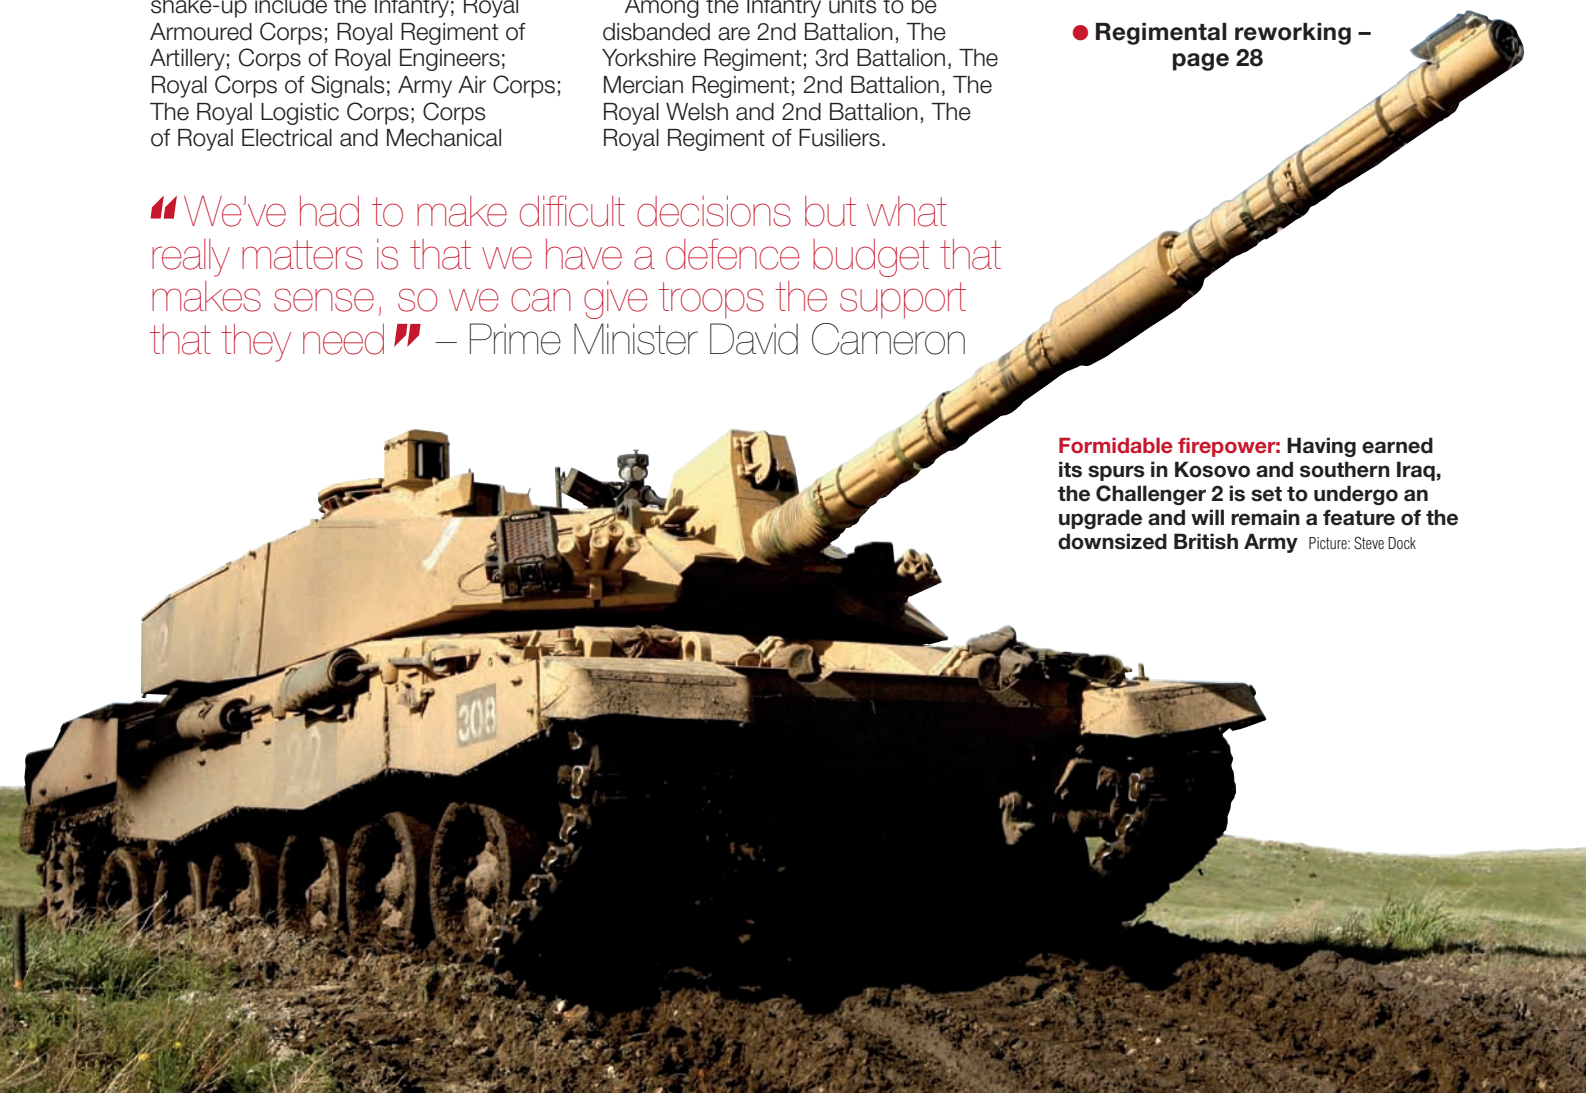 shake-up include the Infantry; Royal
Armoured Corps; Royal Regiment of
Artillery; Corps of Royal Engineers;
Royal Corps of Signals; Army Air Corps;
The Royal Logistic Corps; Corps
of Royal Electrical and Mechanical
Among the Infantry units to be
disbanded are 2nd Battalion, The
Yorkshire Regiment; 3rd Battalion, The
Mercian Regiment; 2nd Battalion, The
Royal Welsh and 2nd Battalion, The
Royal Regiment of Fusiliers.
● Regimental reworking –
page 28
“We’ve had to make difficult decisions but what
really matters is that we have a defence budget that
makes sense, so we can give troops the support
that they need” – Prime Minister David Cameron
Formidable firepower: Having earned
its spurs in Kosovo and southern Iraq,
the Challenger 2 is set to undergo an
upgrade and will remain a feature of the
downsized British Army Picture: Steve Dock
308
22